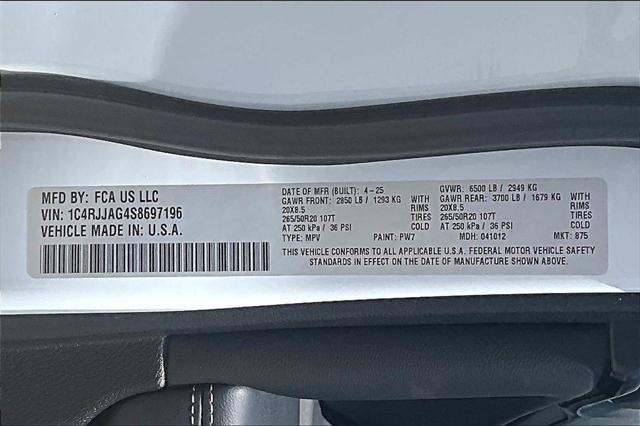 MFD BY: FCA US LLC
VIN: 1C4RJJAG4S8697196
VEHICLE MADE IN: U.S.A.
DATE OF MFR (BUILT): 4-25
GAWR FRONT: 2850 LB / 1293 KG
WITH
20X8.5
RIMS
265/50R20 107T
TIRES
AT 250 kPa / 36 PSI
COLD
TYPE: MPV
PAINT: PW7
GVWR: 6500 LB / 2949 KG
GAWR REAR: 3700 LB / 1679 KG
WITH
20X8.5
RIMS
265/50R20 107T
TIRES
AT 250 kPa / 36 PSI
COLD
MDH: 041012
MKT: 875
THIS VEHICLE CONFORMS TO ALL APPLICABLE U.S.A. FEDERAL MOTOR VEHICLE SAFETY
STANDARDS IN EFFECT ON THE DATE OF MANUFACTURE SHOWN ABOVE.